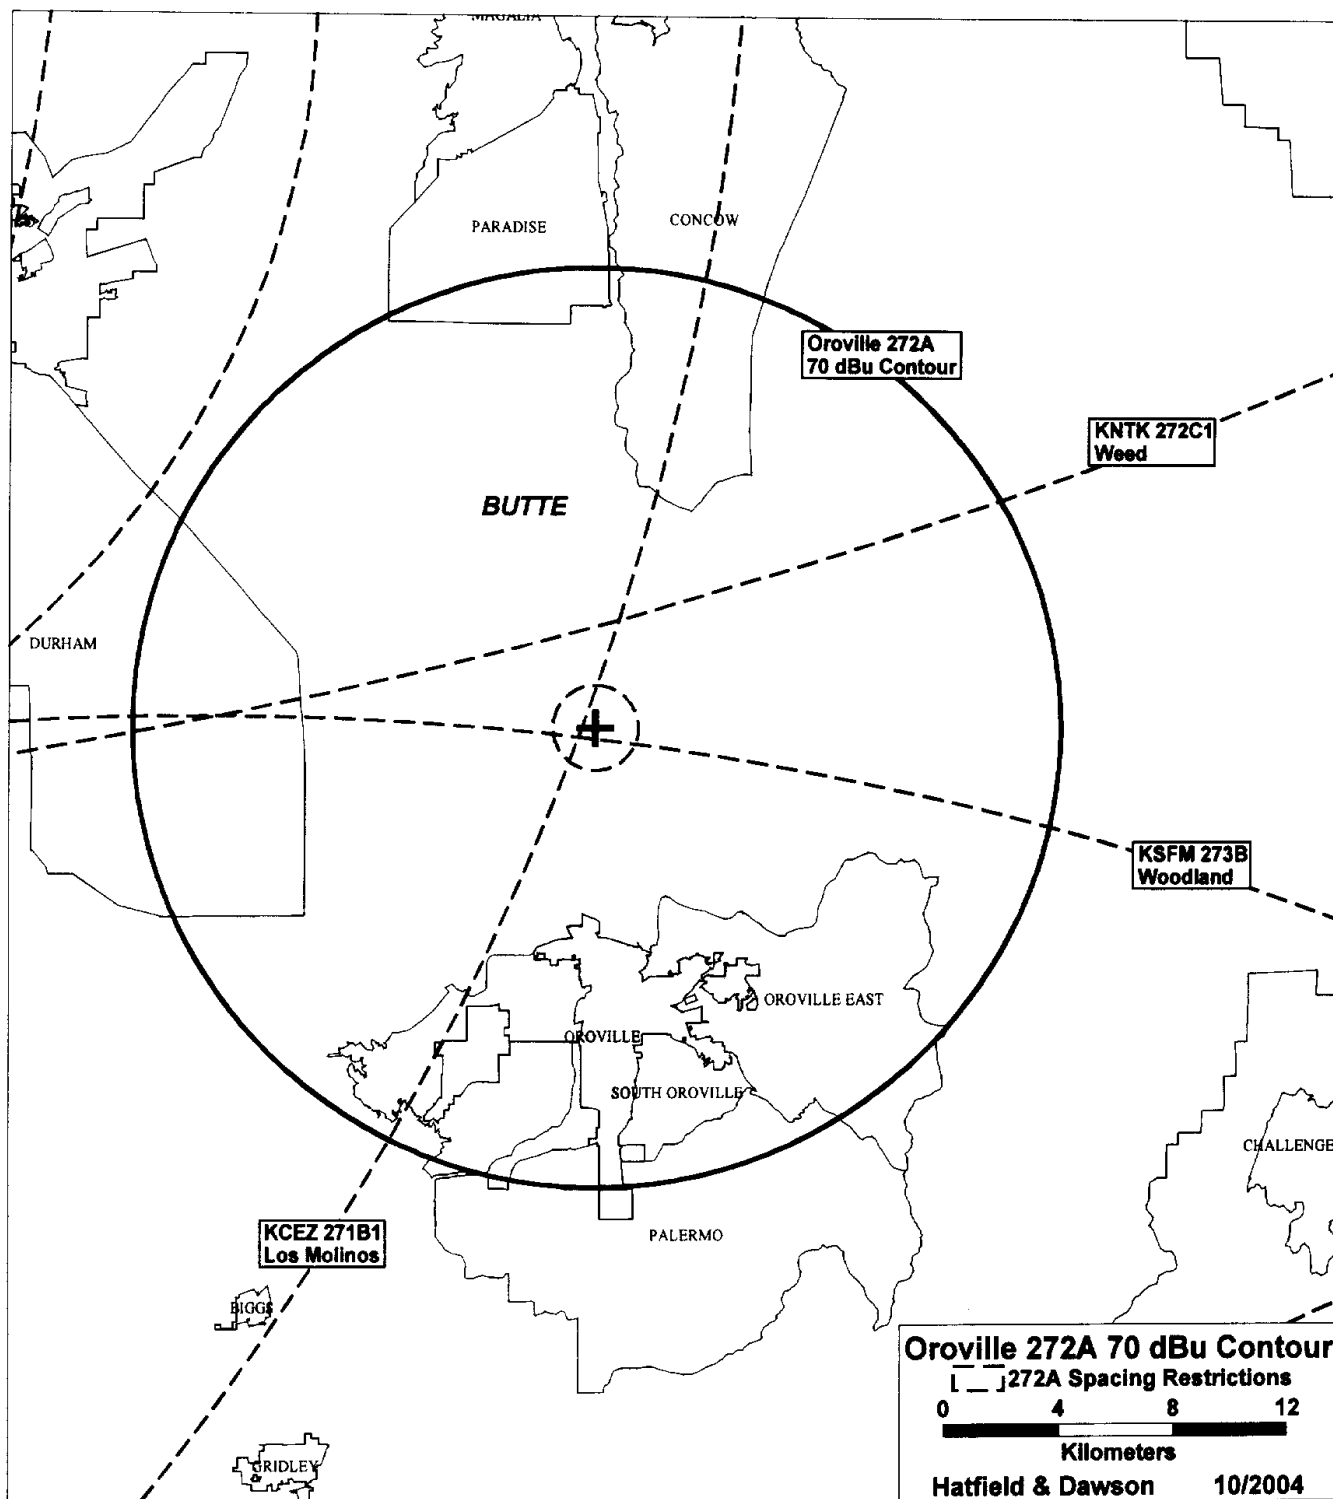 MAGALIA
PARADISE
CONCOW
Oroville 272A
70 dBu Contour
KNTK 272C1
Weed
BUTTE
DURHAM
KSFM 273B
Woodland
OROVILLE EAST
OROVILLE
SOUTH OROVILLE
CHALLENGE
PALERMO
KCEZ 271B1
Los Molinos
BIGGS
GRIDLEY
Oroville 272A 70 dBu Contour
272A Spacing Restrictions
0 4 8 12
Kilometers
Hatfield & Dawson 10/2004